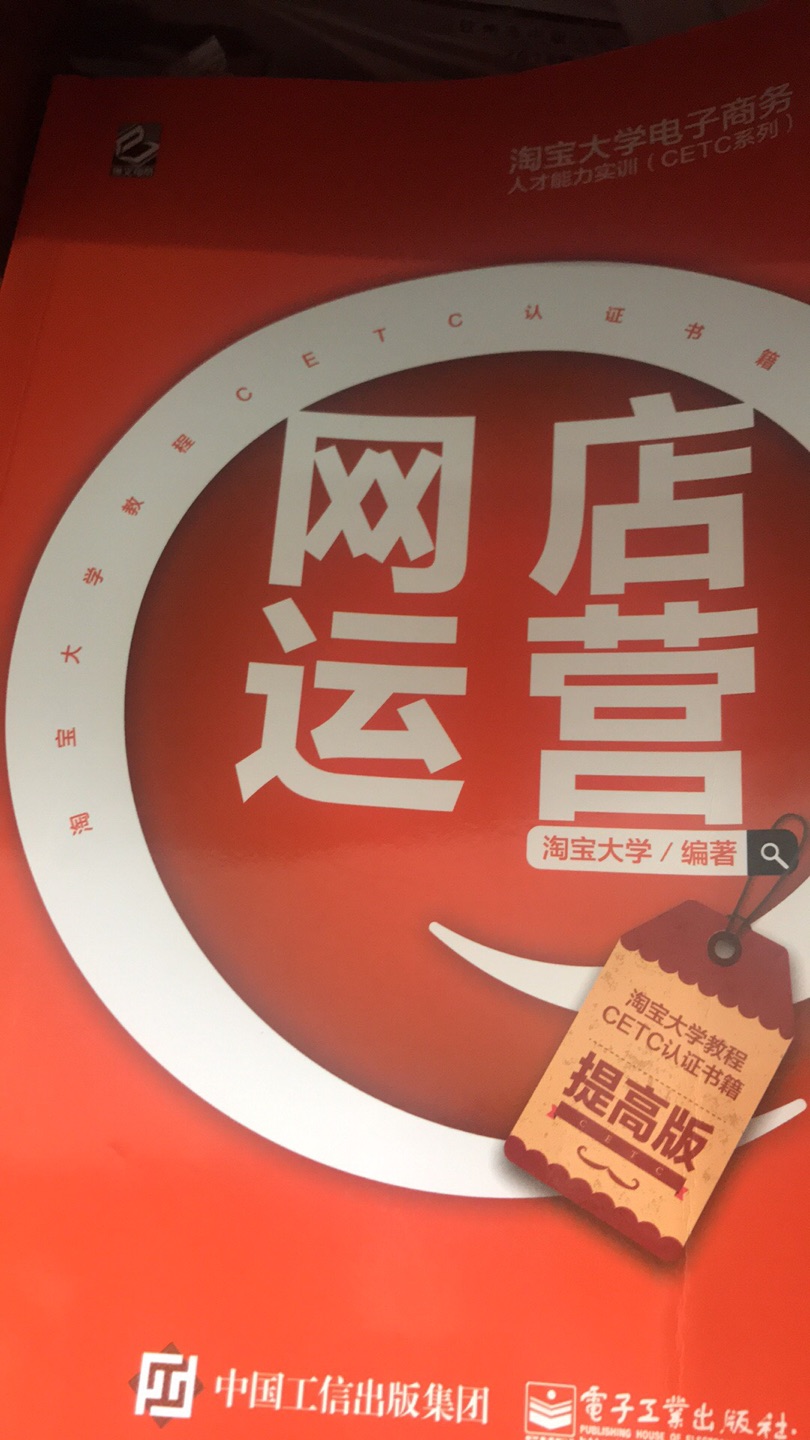 淘宝大学电子商务
人才能力实训（CETC系列）
淘宝大学教程CETC认证书籍
网店
运营
淘宝大学 / 编著
淘宝大学教程
CETC认证书籍
提高版
CETC
中国工信出版集团
電子工業出版社·
PUBLISHING HOUSE OF